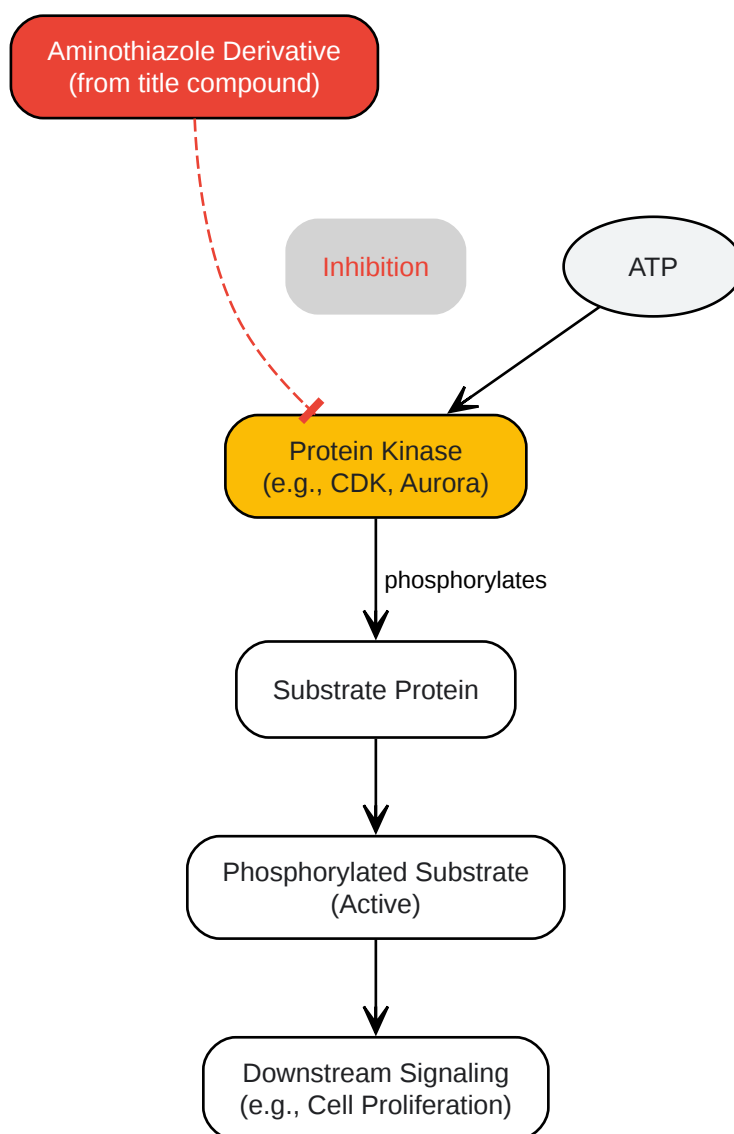 Aminothiazole Derivative
(from title compound)
Inhibition
ATP
Protein Kinase
(e.g., CDK, Aurora)
phosphorylates
Substrate Protein
Phosphorylated Substrate
(Active)
Downstream Signaling
(e.g., Cell Proliferation)